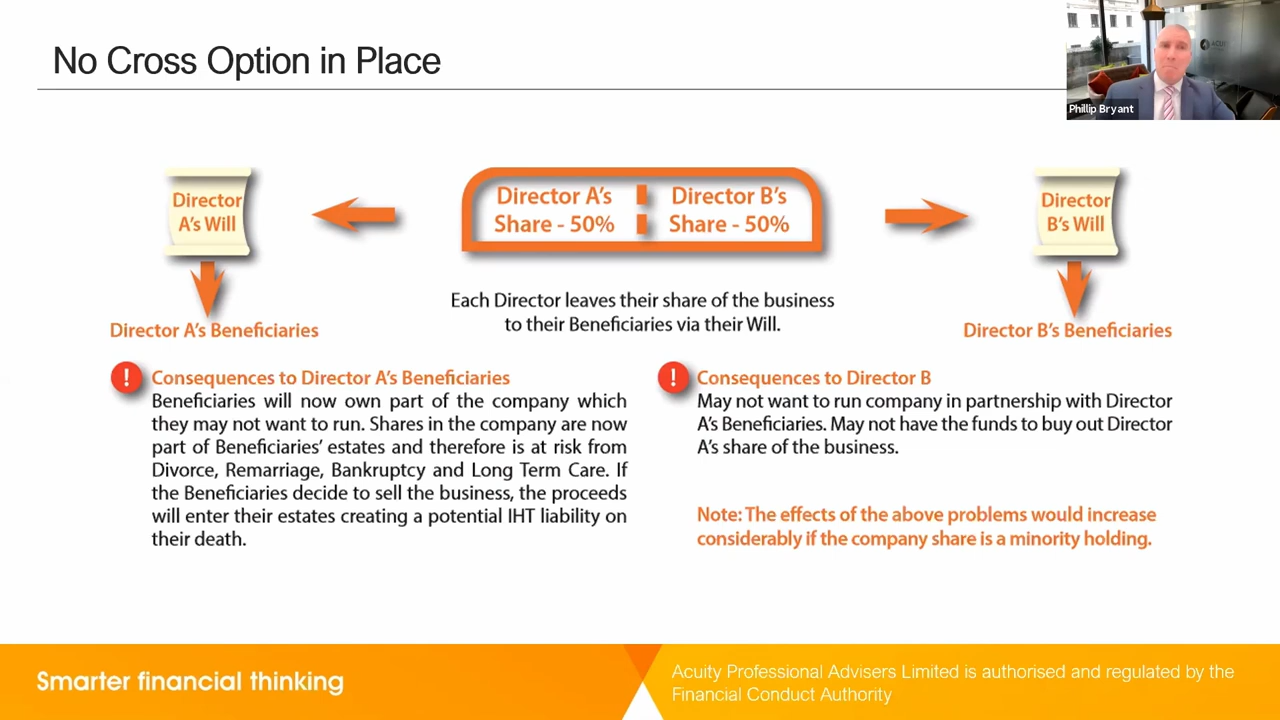 No Cross Option in Place
Phillip Bryant
Director
A's Will
Director A's
Share - 50%
Director B's
Share - 50%
Director
B's Will
Each Director leaves their share of the business
to their Beneficiaries via their Will.
Director A's Beneficiaries
Director B's Beneficiaries
! Consequences to Director A's Beneficiaries
Beneficiaries will now own part of the company which
they may not want to run. Shares in the company are now
part of Beneficiaries' estates and therefore is at risk from
Divorce, Remarriage, Bankruptcy and Long Term Care. If
the Beneficiaries decide to sell the business, the proceeds
will enter their estates creating a potential IHT liability on
their death.
! Consequences to Director B
May not want to run company in partnership with Director
A's Beneficiaries. May not have the funds to buy out Director
A's share of the business.
Note: The effects of the above problems would increase
considerably if the company share is a minority holding.
Smarter financial thinking
Acuity Professional Advisers Limited is authorised and regulated by the
Financial Conduct Authority